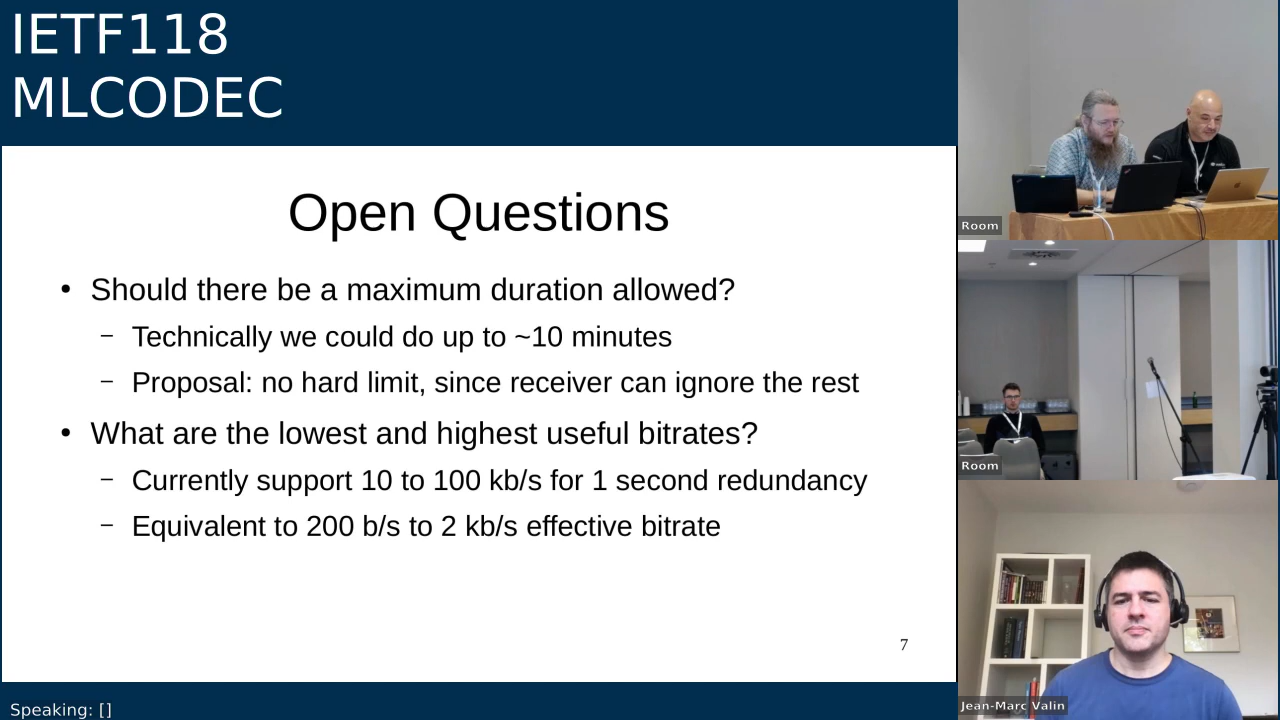 IETF118
MLCODEC
Open Questions
• Should there be a maximum duration allowed?
– Technically we could do up to ~10 minutes
– Proposal: no hard limit, since receiver can ignore the rest
• What are the lowest and highest useful bitrates?
– Currently support 10 to 100 kb/s for 1 second redundancy
– Equivalent to 200 b/s to 2 kb/s effective bitrate
7
Speaking: []
Room
Room
Jean-Marc Valin